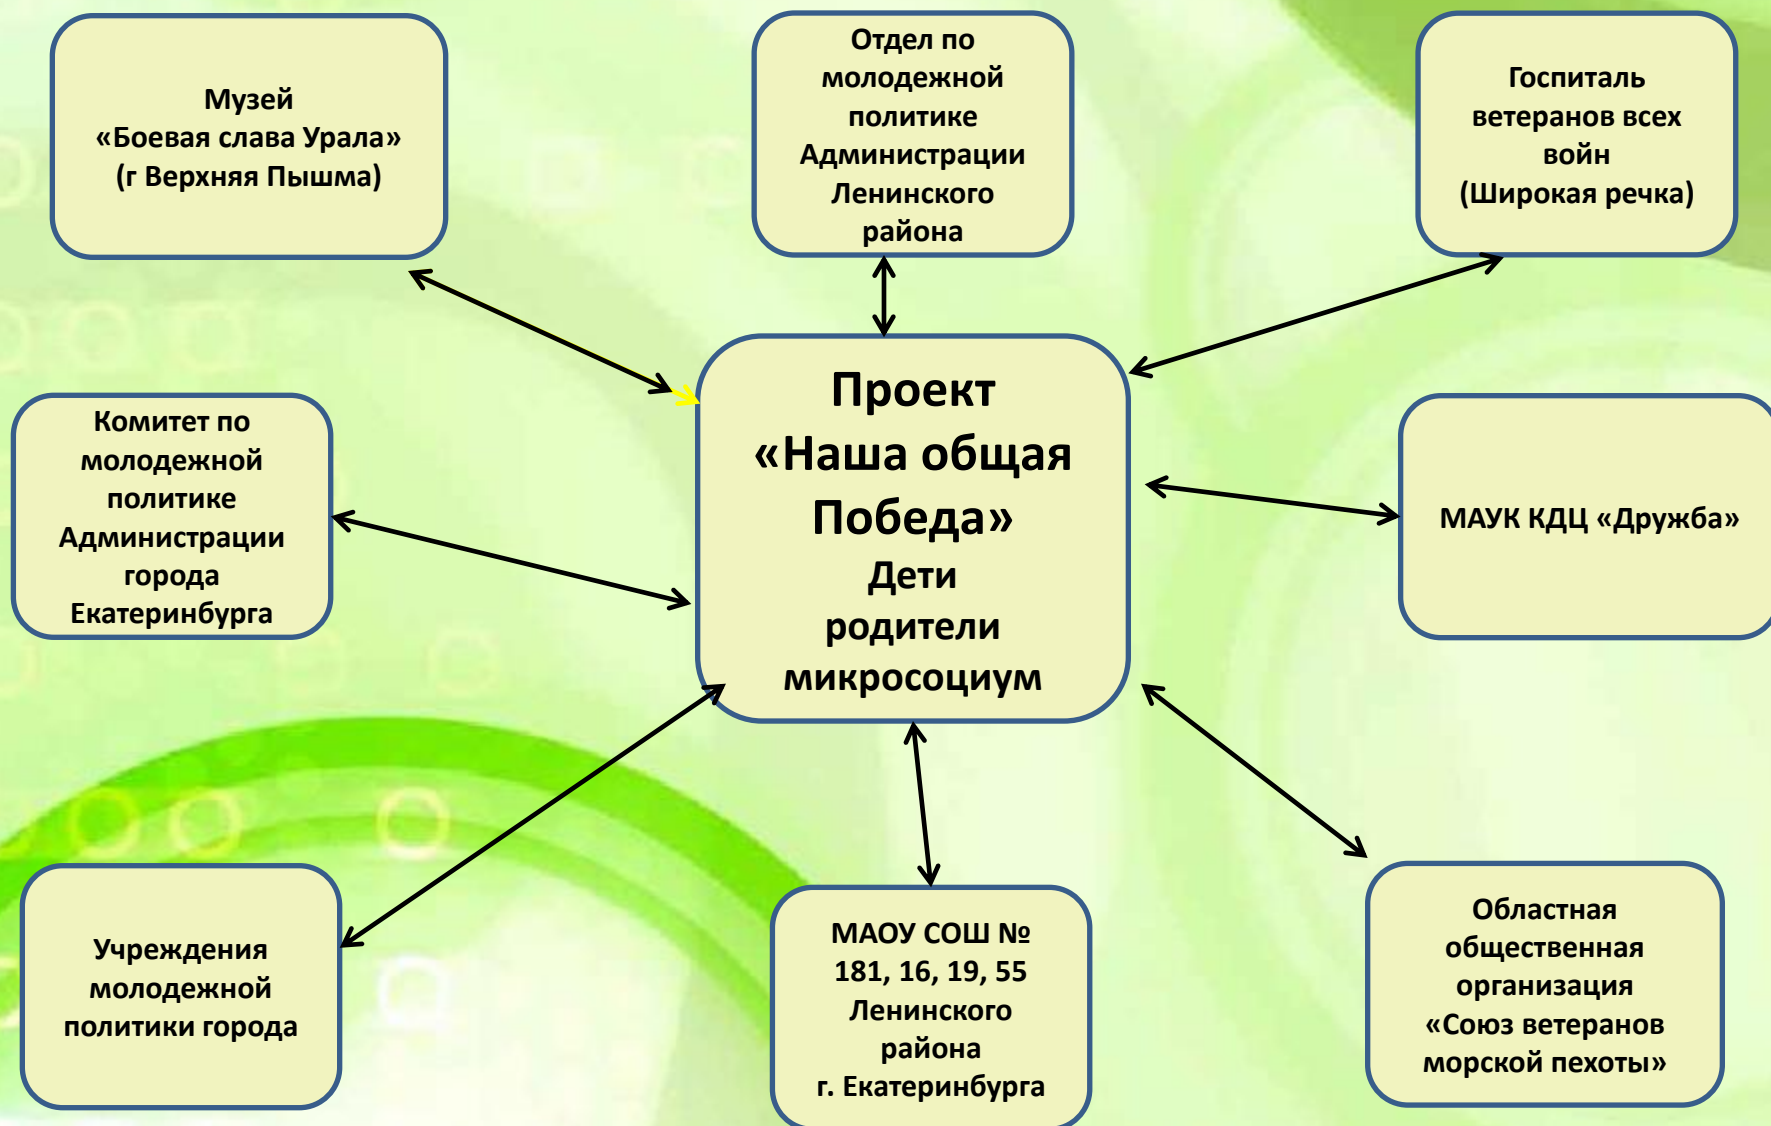 Музей
«Боевая слава Урала»
(г Верхняя Пышма)
Отдел по
молодежной
политике
Администрации
Ленинского
района
Госпиталь
ветеранов всех
войн
(Широкая речка)
Комитет по
молодежной
политике
Администрации
города
Екатеринбурга
Проект
«Наша общая
Победа»
Дети
родители
микросоциум
МАУК КДЦ «Дружба»
Учреждения
молодежной
политики города
МАОУ СОШ №
181, 16, 19, 55
Ленинского
района
г. Екатеринбурга
Областная
общественная
организация
«Союз ветеранов
морской пехоты»